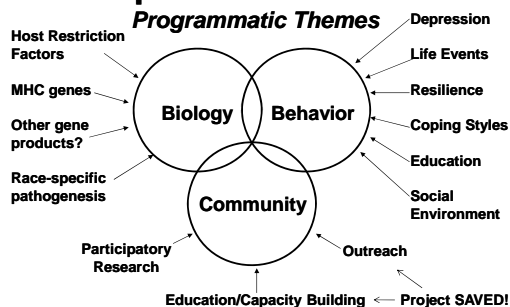 Programmatic Themes
Host Restriction
Factors
MHC genes
Other gene
products?
Race-specific
pathogenesis
Biology
Behavior
Community
Depression
Life Events
Resilience
Coping Styles
Education
Social
Environment
Participatory
Research
Outreach
Education/Capacity Building
Project SAVED!